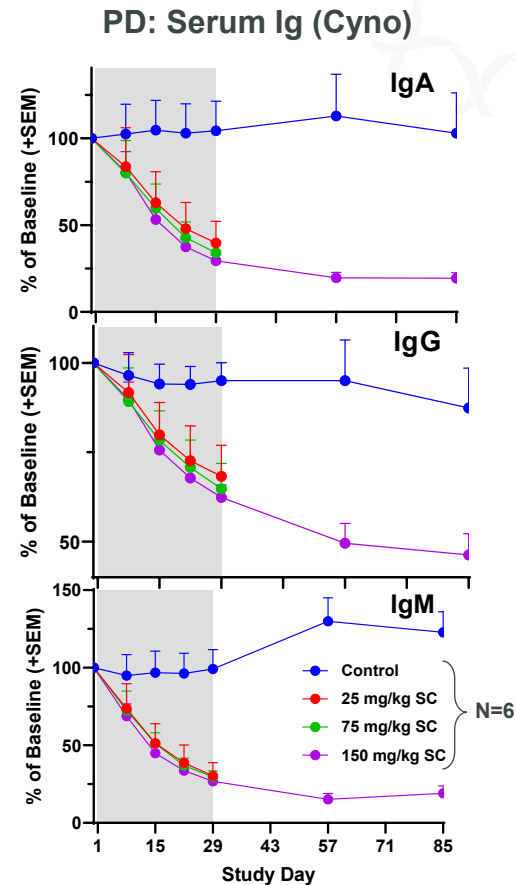 PD: Serum Ig (Cyno)
IgA
% of Baseline (+SEM)
100
50
0
IgG
% of Baseline (+SEM)
100
50
IgM
% of Baseline (+SEM)
150
100
50
0
Control
25 mg/kg SC
75 mg/kg SC
150 mg/kg SC
N=6
1 15 29 43 57 71 85
Study Day